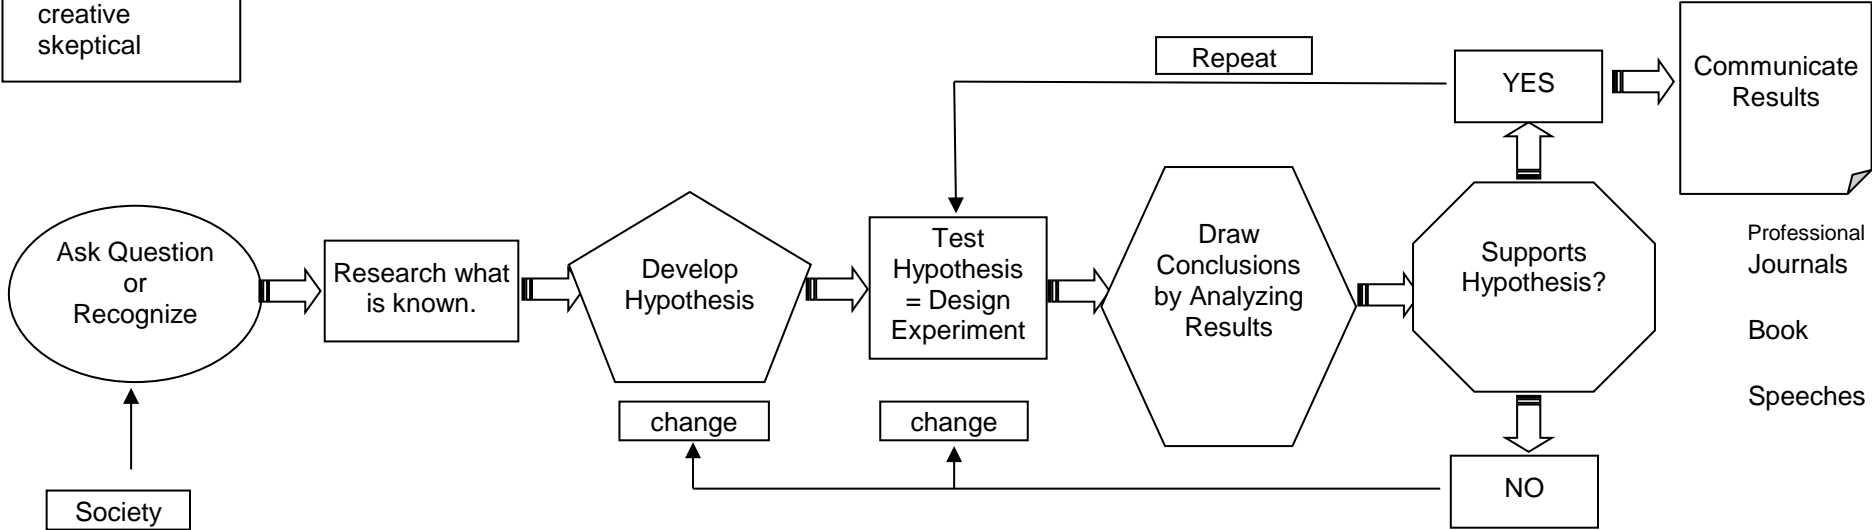 creative
skeptical
Repeat
YES
Communicate
Results
Ask Question
or
Recognize
Research what
is known.
Develop
Hypothesis
Test
Hypothesis
= Design
Experiment
Draw
Conclusions
by Analyzing
Results
Supports
Hypothesis?
Professional
Journals
Book
Speeches
change
change
NO
Society